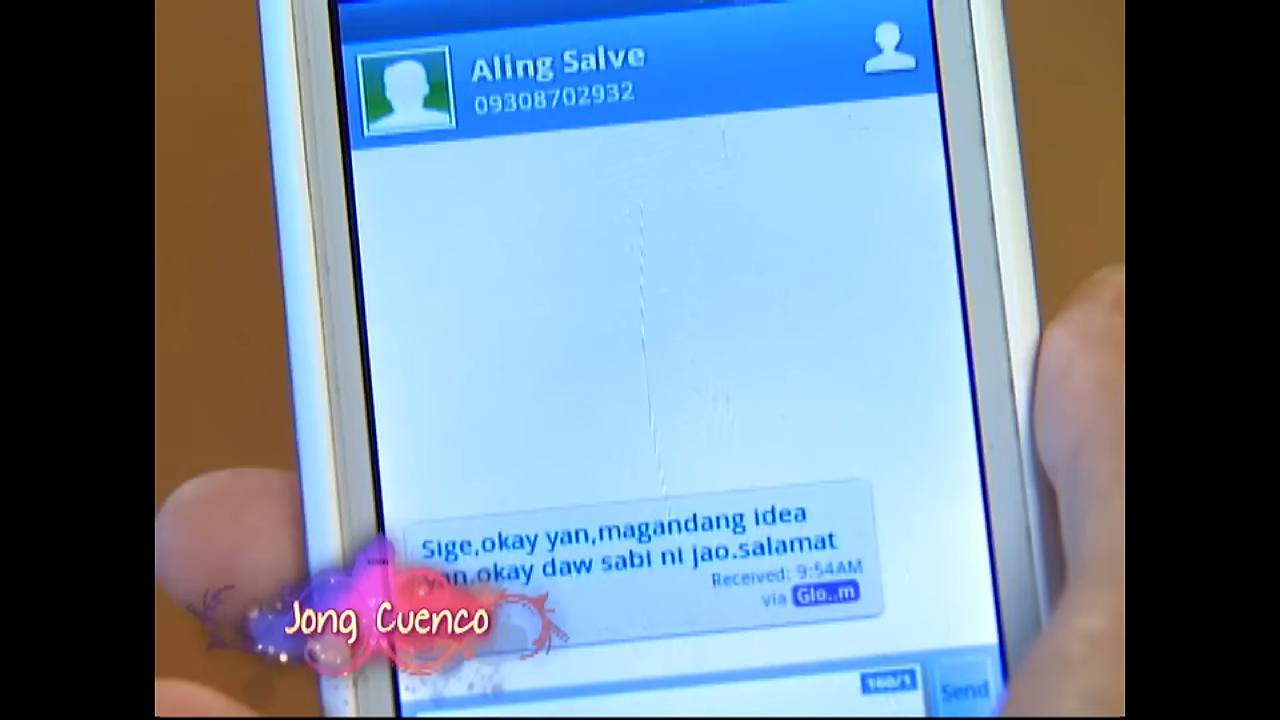 Aling Salve
09308702932
Sige,okay yan,magandang idea
yan.okay daw sabi ni jao.salamat
Received: 9:54AM
via Glo..m
Jong Cuenco
160/1
Send